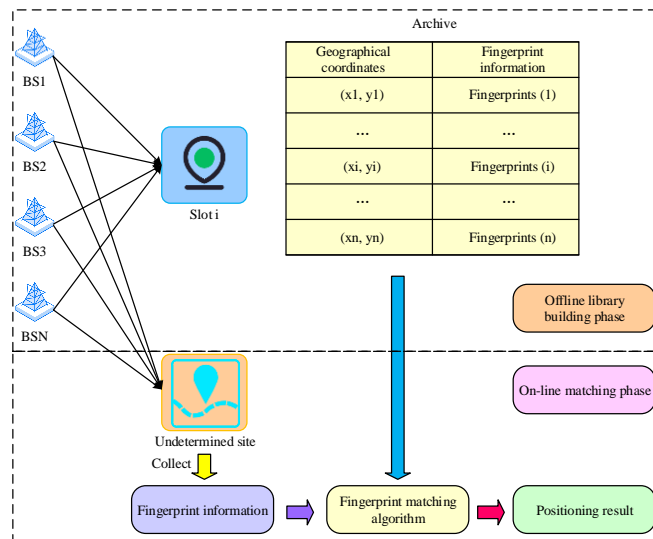 Archive
BS1
BS2
BS3
BSN
Slot i
Geographical coordinates
Fingerprint information
(x1, y1)
Fingerprints (1)
...
...
(xi, yi)
Fingerprints (i)
...
...
(xn, yn)
Fingerprints (n)
Offline library
building phase
On-line matching phase
Undetermined site
Collect
Fingerprint information
Fingerprint matching
algorithm
Positioning result